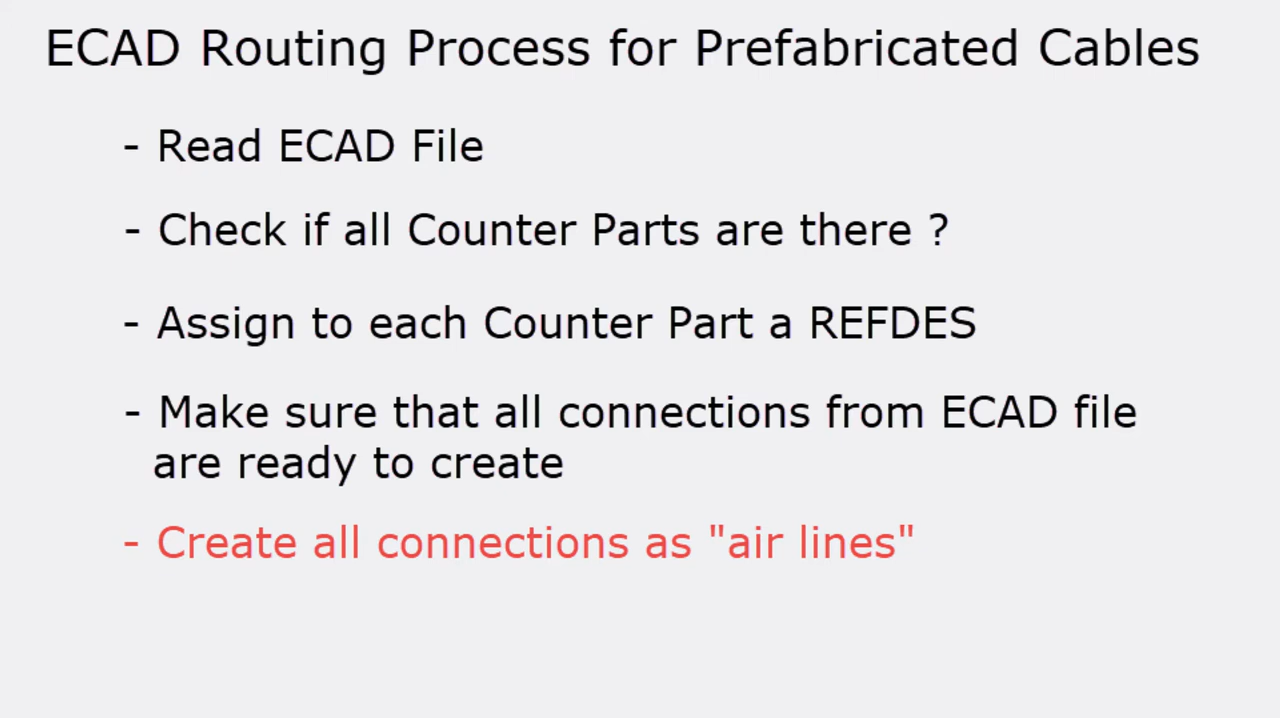 ECAD Routing Process for Prefabricated Cables
- Read ECAD File
- Check if all Counter Parts are there ?
- Assign to each Counter Part a REFDES
- Make sure that all connections from ECAD file
are ready to create
- Create all connections as "air lines"